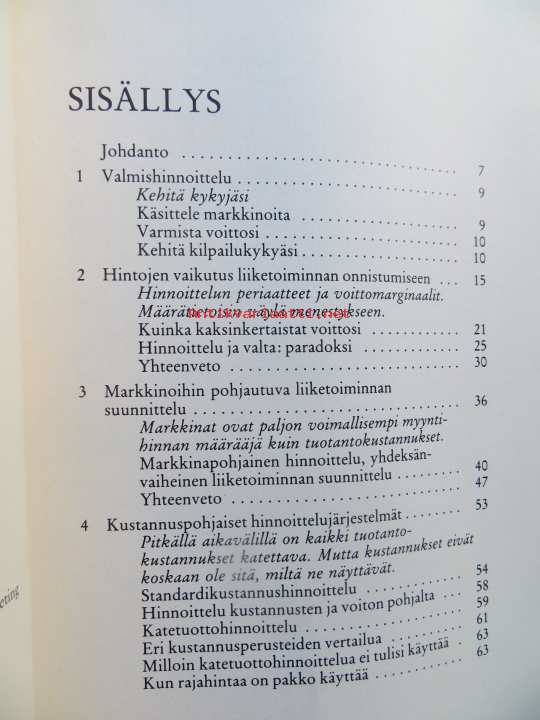 SISÄLLYS
Johdanto . . . . . . . . . . . . . . . . . . . . . . . . 7
1 Valmishinnoittelu . . . . . . . . . . . . . . . . . . . 9
Kehitä kykyjäsi
Käsittele markkinoita . . . . . . . . . . . . . . 9
Varmista voittosi . . . . . . . . . . . . . . . . . 10
Kehitä kilpailukykyäsi . . . . . . . . . . . . . . 10
2 Hintojen vaikutus liiketoiminnan onnistumiseen . . . 15
Hinnoittelun periaatteet ja voittomarginaalit.
Määrätietoisin väylä menestykseen.
Kuinka kaksinkertaistat voittosi . . . . . . . . 21
Hinnoittelu ja valta: paradoksi . . . . . . . . . 25
Yhteenveto . . . . . . . . . . . . . . . . . . . . 30
3 Markkinoihin pohjautuva liiketoiminnan
suunnittelu . . . . . . . . . . . . . . . . . . . . . . 36
Markkinat ovat paljon voimallisempi myynti-
hinnan määrääjä kuin tuotantokustannukset.
Markkinapohjainen hinnoittelu, yhdeksän-
vaiheinen liiketoiminnan suunnittelu . . . . . . . 40
Yhteenveto . . . . . . . . . . . . . . . . . . . . 47
4 Kustannuspohjaiset hinnoittelujärjestelmät . . . . . . 53
Pitkällä aikavälillä on kaikki tuotanto-
kustannukset katettava. Mutta kustannukset eivät
koskaan ole sitä, miltä ne näyttävät.
Standardikustannushinnoittelu . . . . . . . . . . 54
Hinnoittelu kustannusten ja voiton pohjalta . . . 58
Katetuottohinnoittelu . . . . . . . . . . . . . . 59
Eri kustannusperusteiden vertailua . . . . . . . . 61
Milloin katetuottohinnoittelua ei tulisi käyttää . 63
Kun rajahintaa on pakko käyttää . . . . . . . . . 63
eting